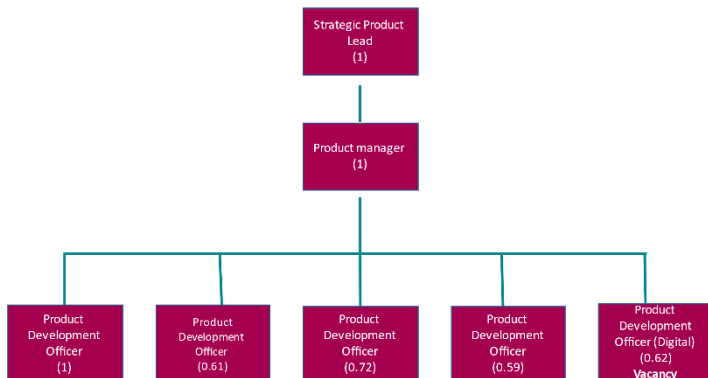 Strategic Product
Lead
(1)
Product manager
(1)
Product
Development
Officer
(1)
Product
Development
Officer
(0.61)
Product
Development
Officer
(0.72)
Product
Development
Officer
(0.59)
Product
Development
Officer (Digital)
(0.62)
Vacancy